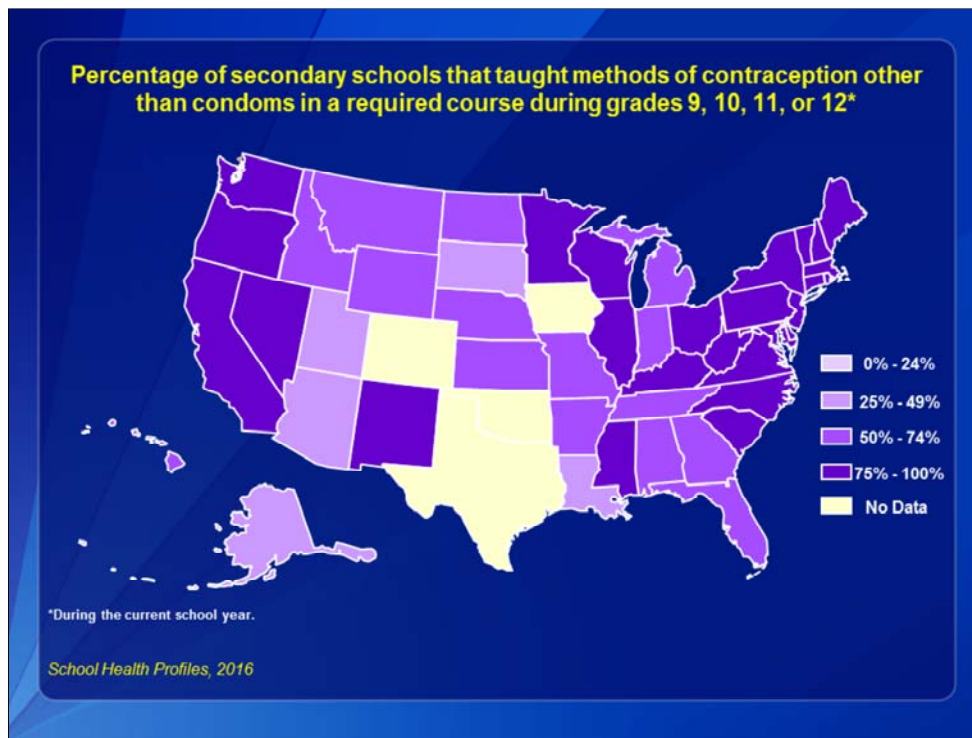 Percentage of secondary schools that taught methods of contraception other
than condoms in a required course during grades 9, 10, 11, or 12*
0% - 24%
25% - 49%
50% - 74%
75% - 100%
No Data
*During the current school year.
School Health Profiles, 2016